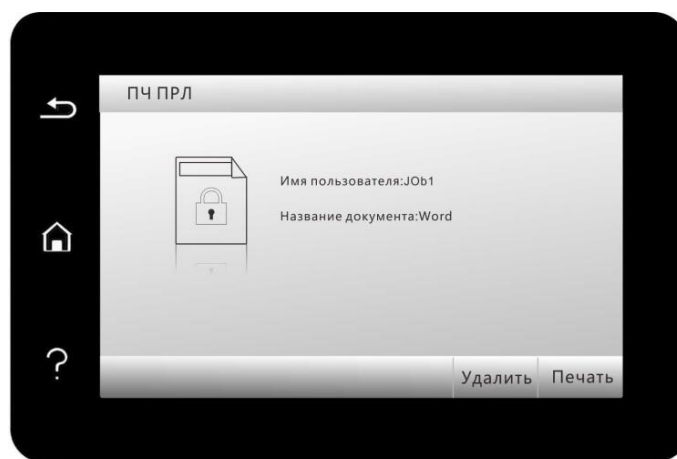 ПЧ ПРЛ
Имя пользователя:JOb1
Название документа:Word
Удалить Печать